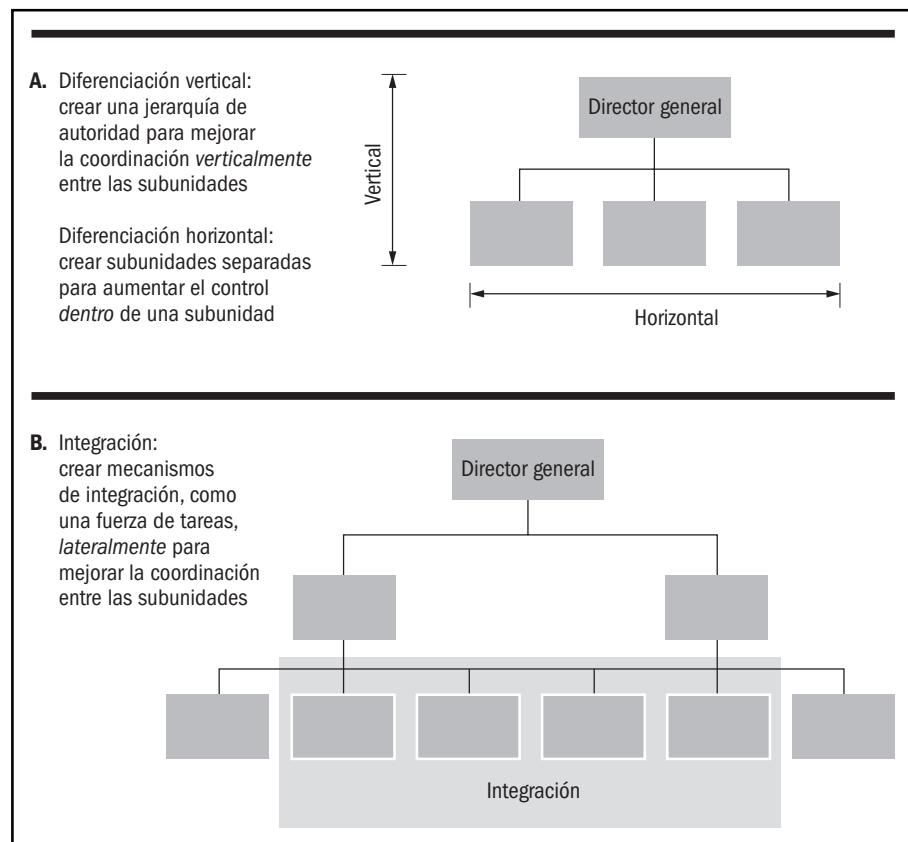 A. Diferenciación vertical:
crear una jerarquía de
autoridad para mejorar
la coordinación verticalmente
entre las subunidades
Diferenciación horizontal:
crear subunidades separadas
para aumentar el control
dentro de una subunidad
Vertical
Director general
Horizontal
B. Integración:
crear mecanismos
de integración, como
una fuerza de tareas,
lateralmente para
mejorar la coordinación
entre las subunidades
Director general
Integración